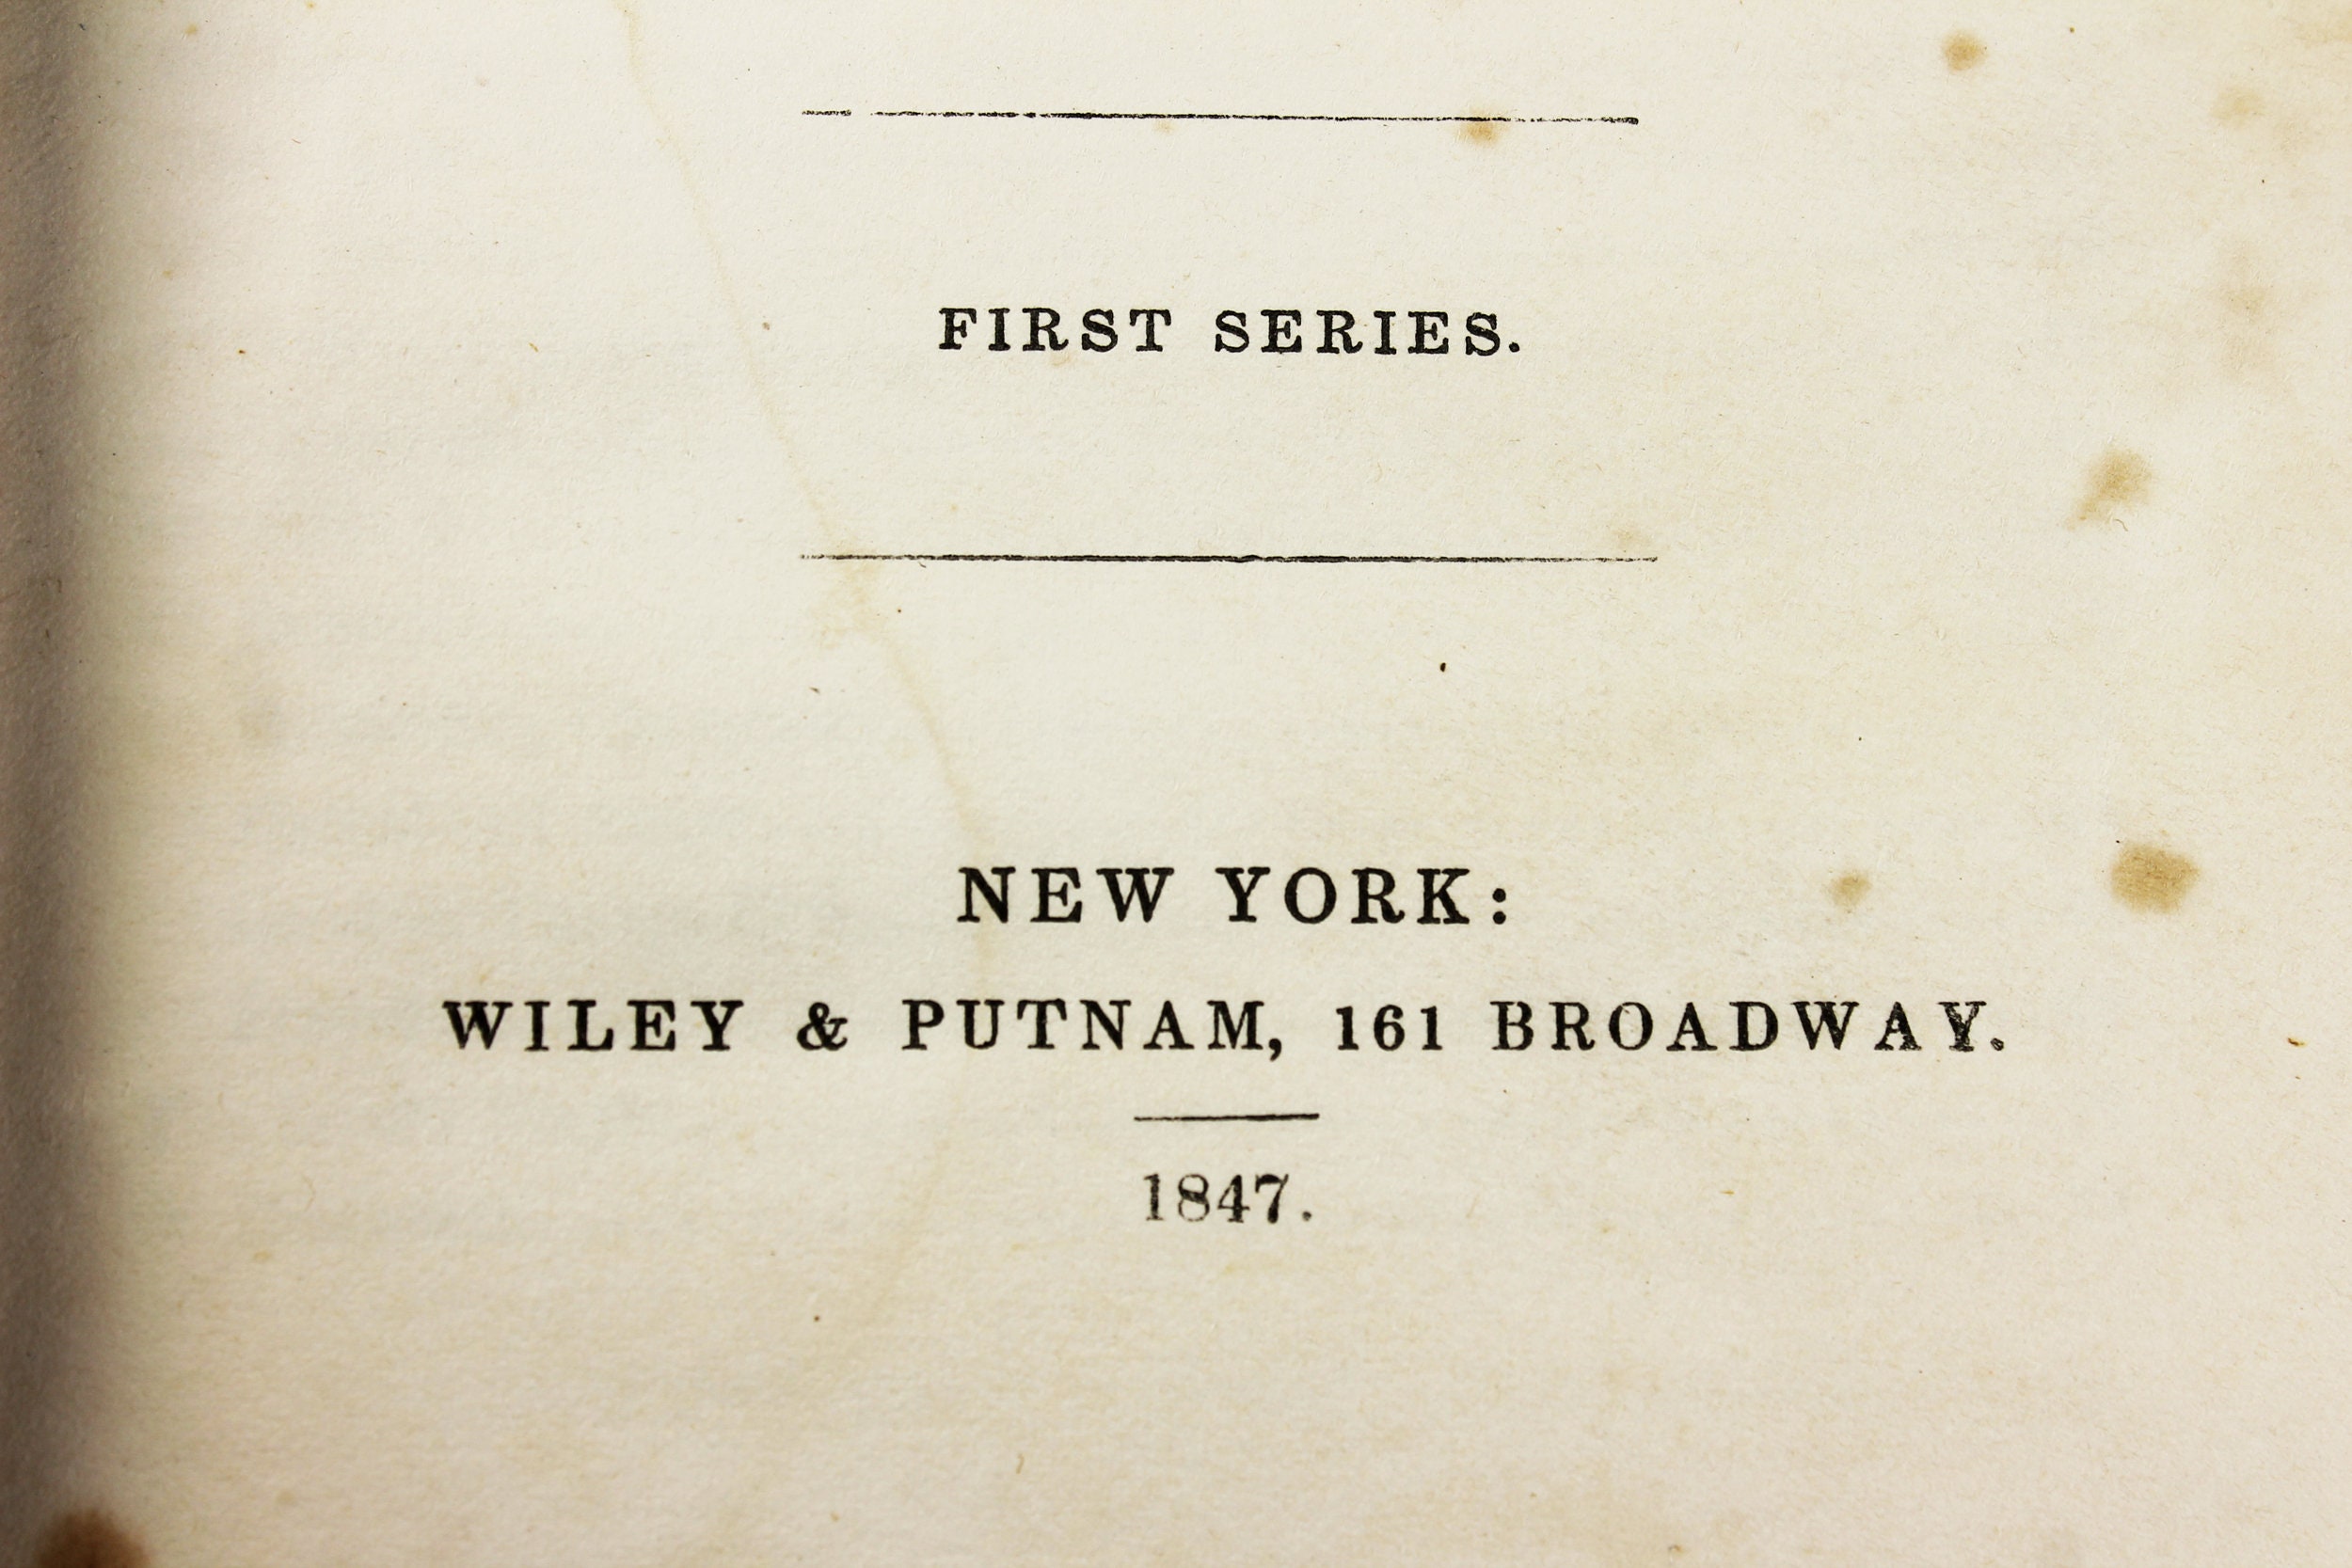 FIRST SERIES.
NEW YORK:
WILEY & PUTNAM, 161 BROADWAY.
1847.